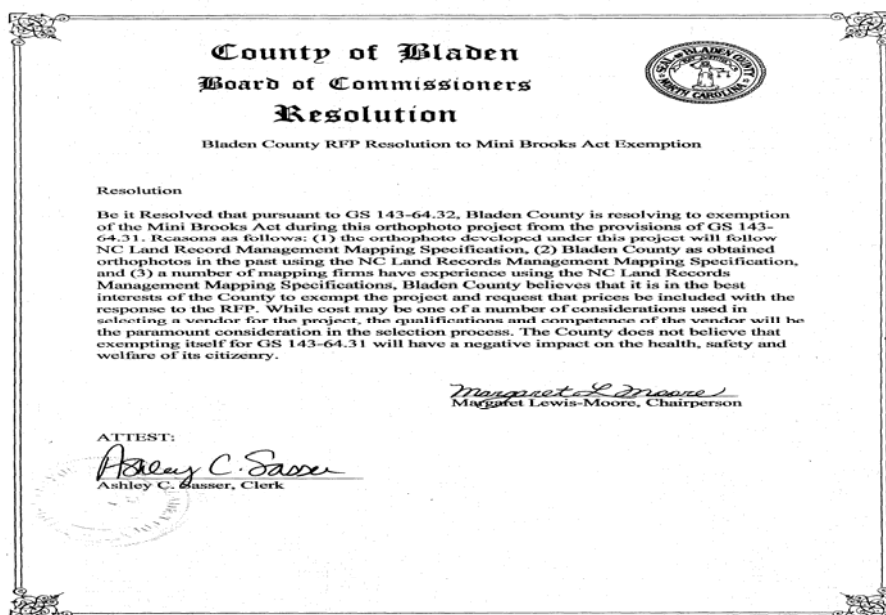 County of Bladen
Board of Commissioners
Resolution
SEAL OF BLADEN COUNTY
NORTH CAROLINA
Bladen County RFP Resolution to Mini Brooks Act Exemption
Resolution
Be it Resolved that pursuant to GS 143-64.32, Bladen County is resolving to exemption
of the Mini Brooks Act during this orthophoto project from the provisions of GS 143-
64.31. Reasons as follows: (1) the orthophoto developed under this project will follow
NC Land Record Management Mapping Specification, (2) Bladen County as obtained
orthophotos in the past using the NC Land Records Management Mapping Specification,
and (3) a number of mapping firms have experience using the NC Land Records
Management Mapping Specifications, Bladen County believes that it is in the best
interests of the County to exempt the project and request that prices be included with the
response to the RFP. While cost may be one of a number of considerations used in
selecting a vendor for the project, the qualifications and competence of the vendor will be
the paramount consideration in the selection process. The County does not believe that
exempting itself for GS 143-64.31 will have a negative impact on the health, safety and
welfare of its citizenry.
Margaret L Moore
Margaret Lewis-Moore, Chairperson
ATTEST:
Ashley C. Sasser
Ashley C. Sasser, Clerk